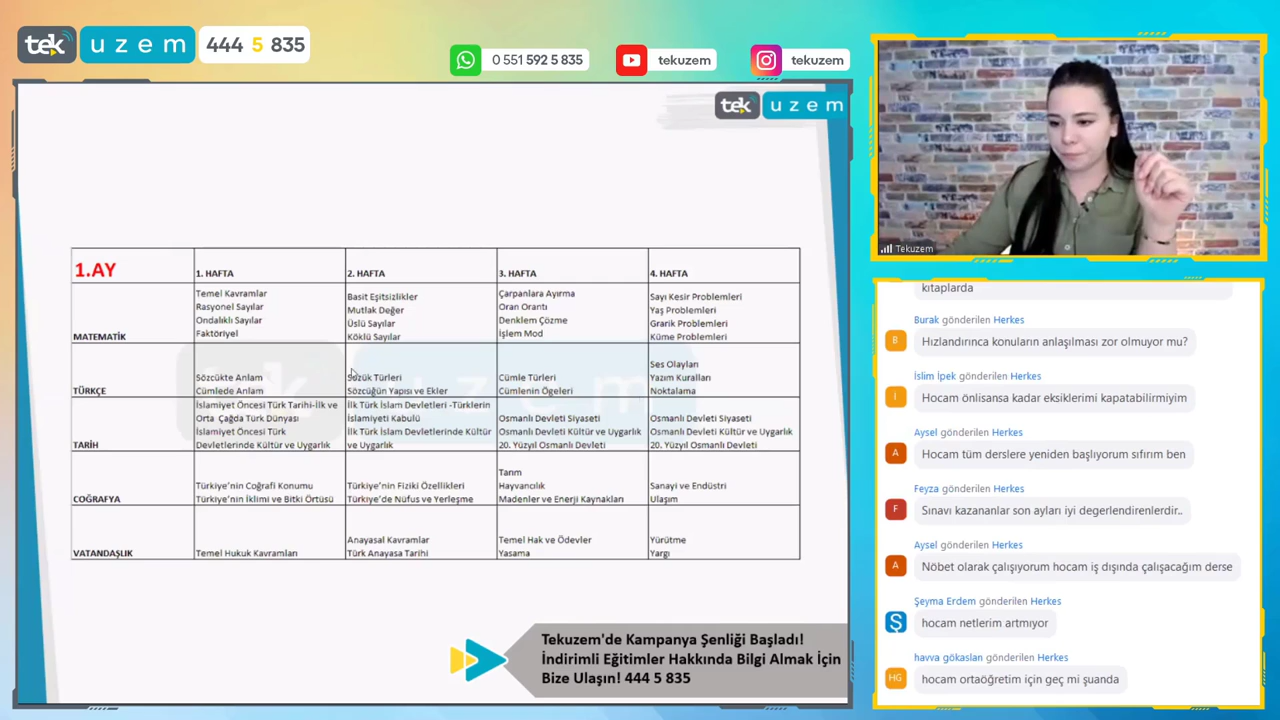 tek uzem 444 5 835
0 551 592 5 835
tekuzem
tekuzem
tek uzem
1.AY
1. HAFTA
2. HAFTA
3. HAFTA
4. HAFTA
MATEMATİK
Temel Kavramlar
Rasyonel Sayılar
Ondalıklı Sayılar
Faktöriyel
Basit Eşitsizlikler
Mutlak Değer
Üslü Sayılar
Köklü Sayılar
Çarpanlara Ayırma
Oran Orantı
Denklem Çözme
İşlem Mod
Sayı Kesir Problemleri
Yaş Problemleri
Grarik Problemleri
Küme Problemleri
TÜRKÇE
Sözcükte Anlam
Cümlede Anlam
Sözük Türleri
Sözcüğün Yapısı ve Ekler
Cümle Türleri
Cümlenin Ögeleri
Ses Olayları
Yazım Kuralları
Noktalama
TARİH
İslamiyet Öncesi Türk Tarihi-İlk ve
Orta Çağda Türk Dünyası
İslamiyet Öncesi Türk
Devletlerinde Kültür ve Uygarlık
İlk Türk İslam Devletleri -Türklerin
İslamiyeti Kabulü
İlk Türk İslam Devletlerinde Kültür
ve Uygarlık
Osmanlı Devleti Siyaseti
Osmanlı Devleti Kültür ve Uygarlık
20. Yüzyıl Osmanlı Devleti
Osmanlı Devleti Siyaseti
Osmanlı Devleti Kültür ve Uygarlık
20. Yüzyıl Osmanlı Devleti
COĞRAFYA
Türkiye'nin Coğrafi Konumu
Türkiye'nin İklimi ve Bitki Örtüsü
Türkiye'nin Fiziki Özellikleri
Türkiye'de Nüfus ve Yerleşme
Tarım
Hayvancılık
Madenler ve Enerji Kaynakları
Sanayi ve Endüstri
Ulaşım
VATANDAŞLIK
Temel Hukuk Kavramları
Anayasal Kavramlar
Türk Anayasa Tarihi
Temel Hak ve Ödevler
Yasama
Yürütme
Yargı
uzem
Tekuzem'de Kampanya Şenliği Başladı!
İndirimli Eğitimler Hakkında Bilgi Almak İçin
Bize Ulaşın! 444 5 835
Tekuzem
kitaplarda
Burak gönderilen Herkes
B
Hızlandırınca konuların anlaşılması zor olmuyor mu?
İslim İpek gönderilen Herkes
I
Hocam önlisansa kadar eksiklerimi kapatabilirmiyim
Aysel gönderilen Herkes
A
Hocam tüm derslere yeniden başlıyorum sıfırım ben
Feyza gönderilen Herkes
F
Sınavı kazananlar son ayları iyi degerlendirenlerdir..
Aysel gönderilen Herkes
A
Nöbet olarak çalışıyorum hocam iş dışında çalışacağım derse
Şeyma Erdem gönderilen Herkes
Ş
hocam netlerim artmıyor
havva gökaslan gönderilen Herkes
HG
hocam ortaöğretim için geç mi şuanda